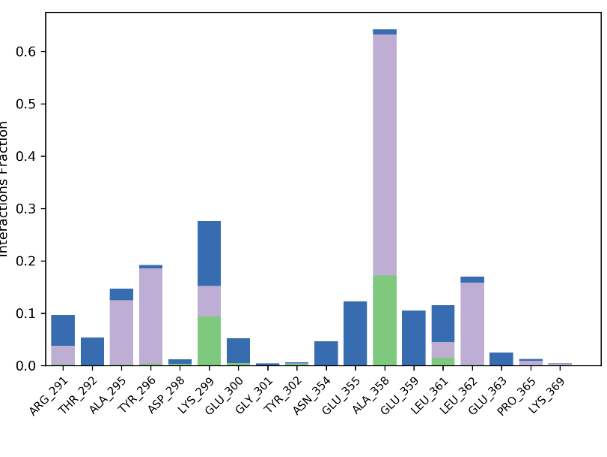 Interactions Fraction
0.6
0.5
0.4
0.3
0.2
0.1
0.0
ARG_291
THR_292
ALA_295
TYR_296
ASP_298
LYS_299
GLU_300
GLY_301
TYR_302
ASN_354
GLU_355
ALA_358
GLU_359
LEU_361
LEU_362
GLU_363
PRO_365
LYS_369